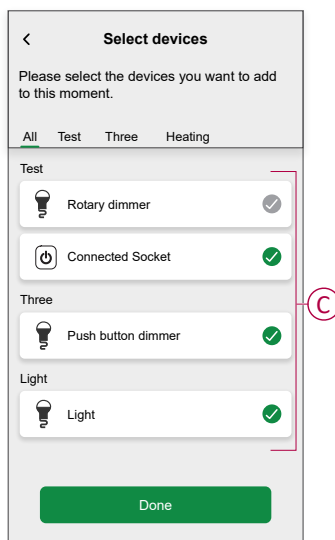 Select devices
Please select the devices you want to add
to this moment.
All Test Three Heating
Test
Rotary dimmer
Connected Socket
Three
Push button dimmer
Light
Light
Done
C